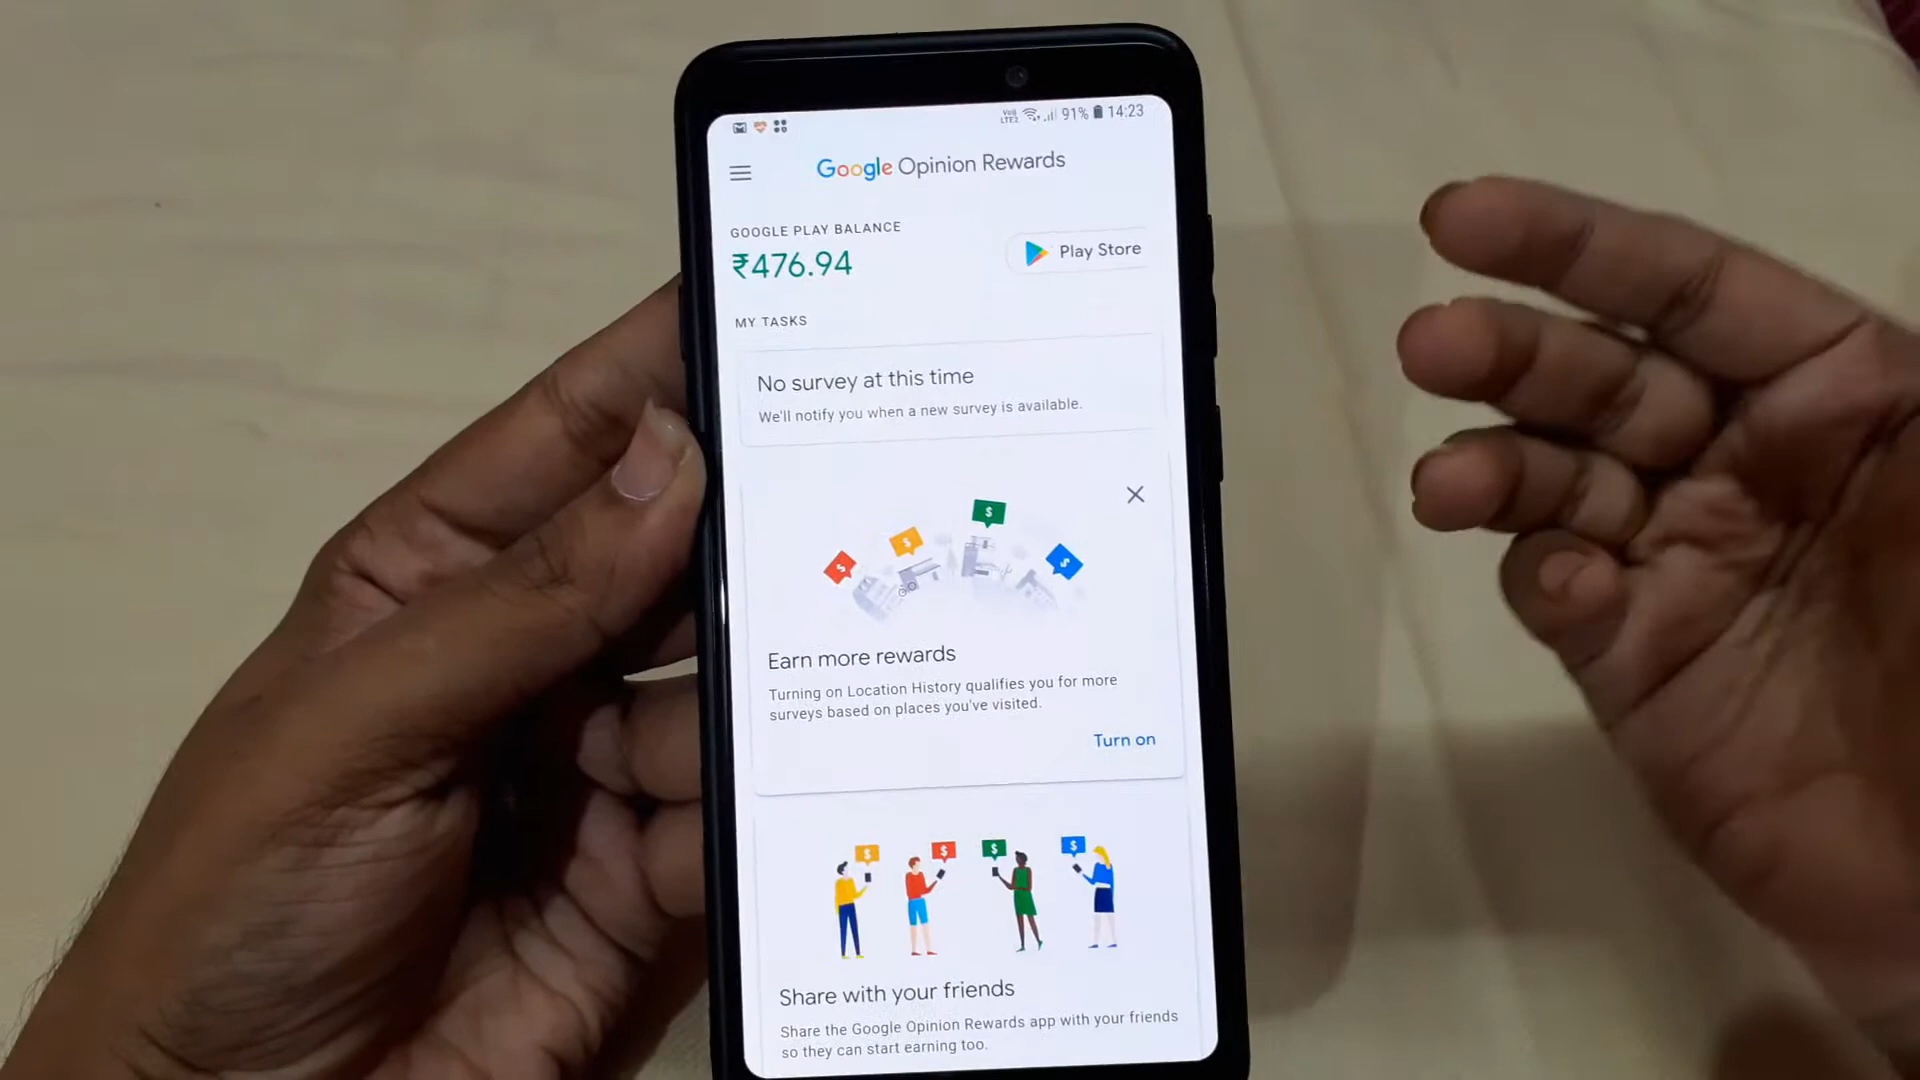 Vo) 91% 14:23
LTE2
Google Opinion Rewards
GOOGLE PLAY BALANCE
₹476.94
Play Store
MY TASKS
No survey at this time
We'll notify you when a new survey is available.
$ $ $ $
Earn more rewards
Turning on Location History qualifies you for more
surveys based on places you've visited.
Turn on
$ $ $ $
Share with your friends
Share the Google Opinion Rewards app with your friends
so they can start earning too.